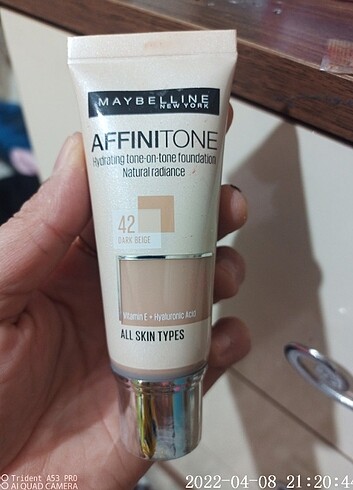 MAYBELLINE
NEW YORK
AFFINITONE
Hydrating tone-on-tone foundation
Natural radiance
42
DARK BEIGE
Vitamin E + Hyaluronic Acid
ALL SKIN TYPES
Trident A53 PRO
AI QUAD CAMERA
2022-04-08 21:20:44